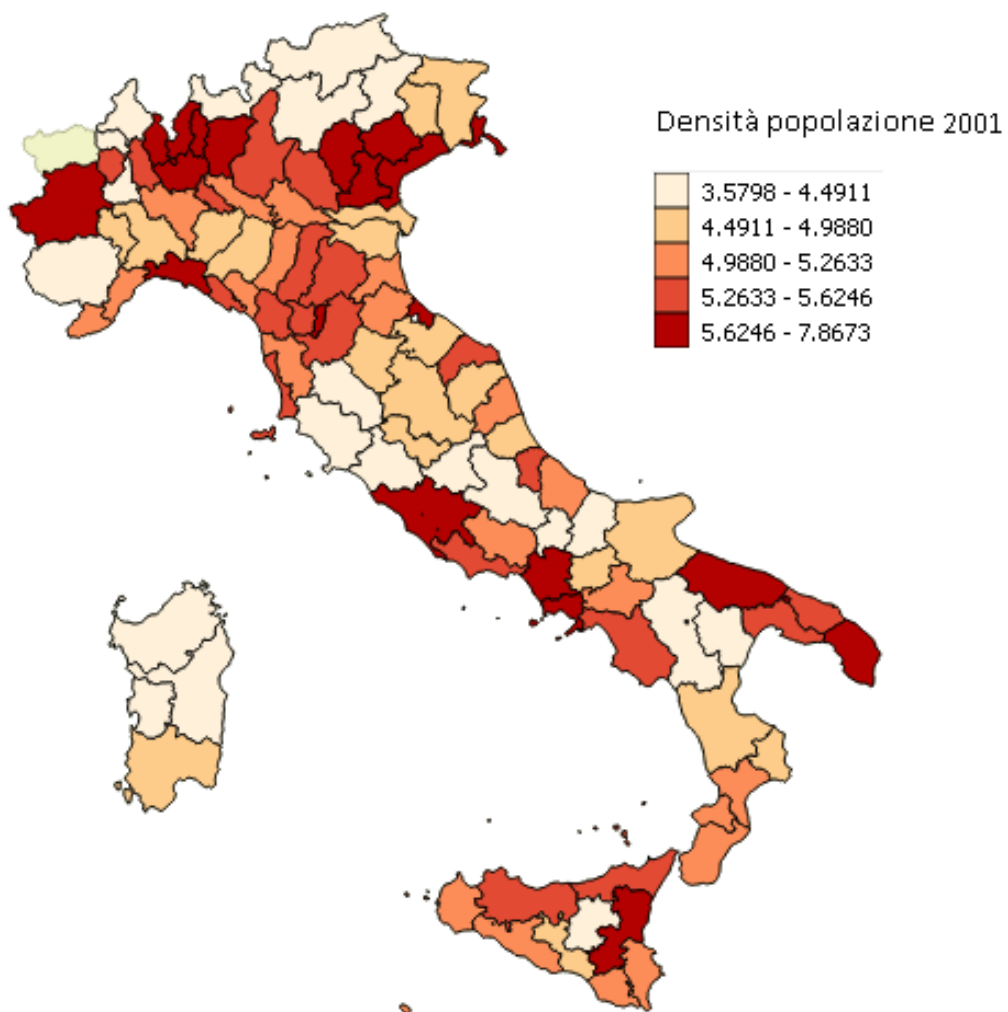 Densità popolazione 2001
3.5798 - 4.4911
4.4911 - 4.9880
4.9880 - 5.2633
5.2633 - 5.6246
5.6246 - 7.8673